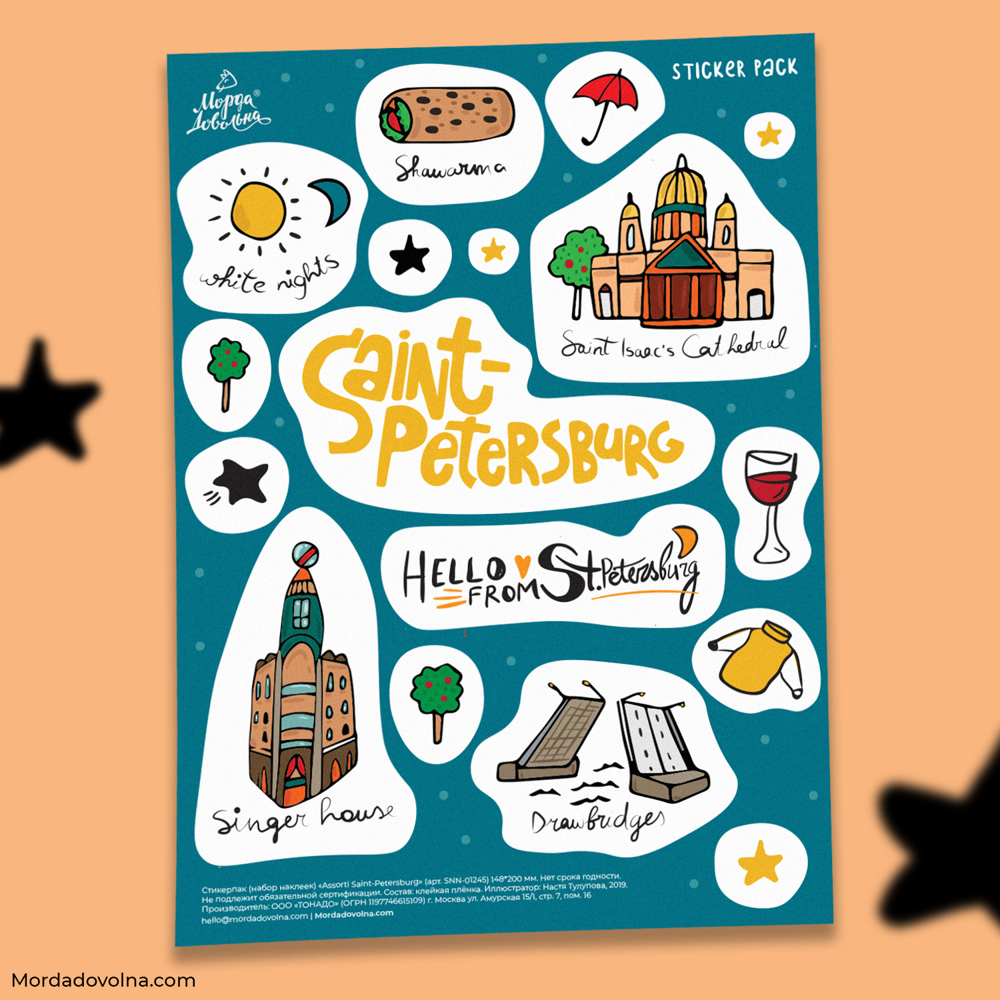 Морда®
Довольна
STICKER PACK
Shawarma
white nights
Saint Isaac's Cathedral
SAINT-
PETERSBURG
HELLO
FROM St. Petersburg
Singer house
Drawbridges
Стикерпак (набор наклеек) «Assorti Saint-Petersburg» (арт. SNN-01245) 148*200 мм. Нет срока годности.
Не подлежит обязательной сертификации. Состав: клейкая плёнка. Иллюстратор: Настя Тулупова, 2019.
Производитель: ООО «ТОНАДО» (ОГРН 1197746615109) г. Москва ул. Амурская 15/1, стр. 7, пом. 16
hello@mordadovolna.com | Mordadovolna.com
Mordadovolna.com